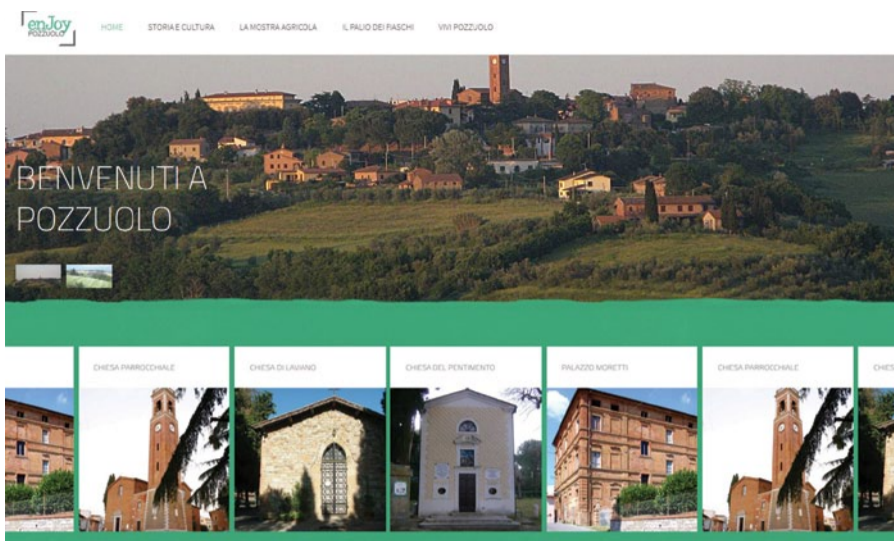 enJoy
POZZUOLO
HOME STORIA E CULTURA LA MOSTRA AGRICOLA IL PALIO DEI FIASCHI VIVI POZZUOLO
BENVENUTI A
POZZUOLO
CHIESA PARROCCHIALE CHIESA DI LAVIANO CHIESA DEL PENTIMENTO PALAZZO MORETTI CHIESA PARROCCHIALE CHIES